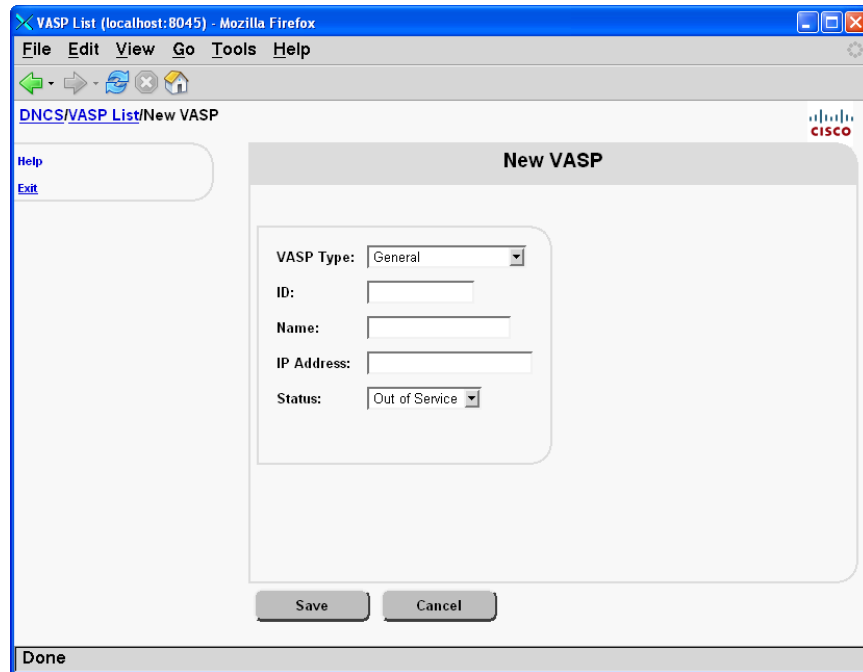 VASP List (localhost:8045) - Mozilla Firefox
File Edit View Go Tools Help
DNCS/VASP List/New VASP
CISCO
Help
Exit
New VASP
VASP Type: General
ID:
Name:
IP Address:
Status: Out of Service
Save Cancel
Done